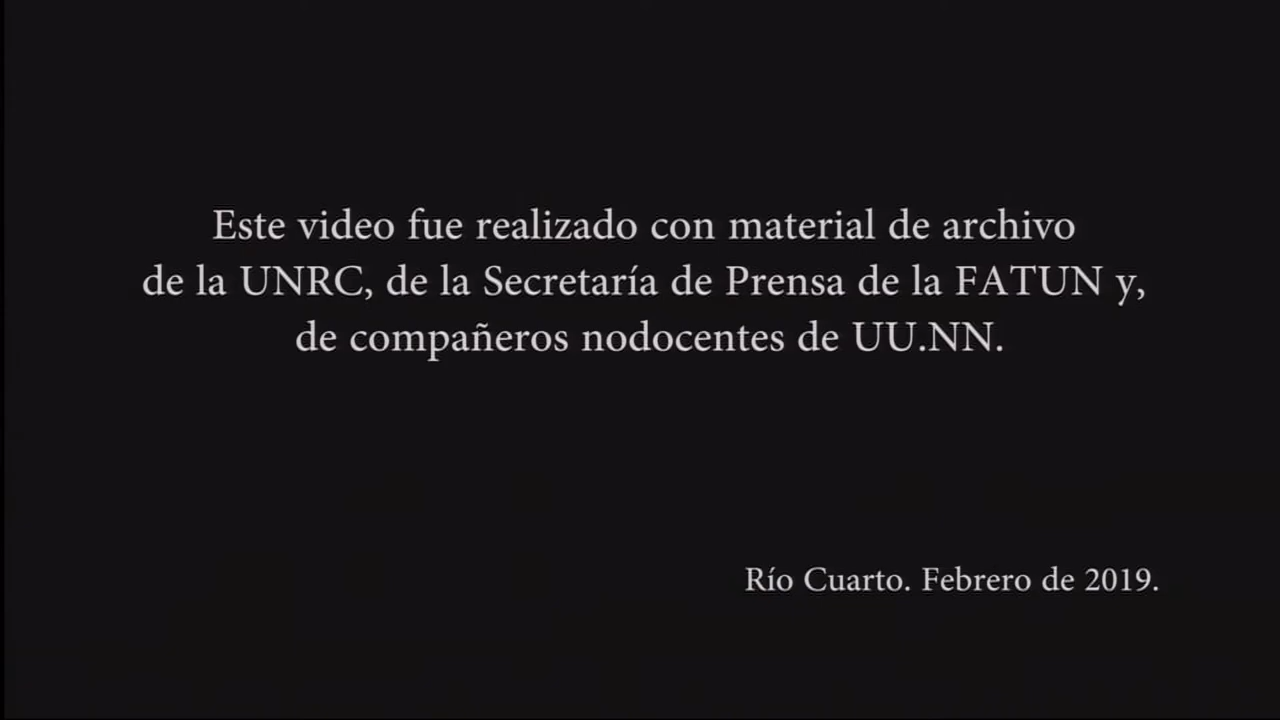 Este video fue realizado con material de archivo
de la UNRC, de la Secretaría de Prensa de la FATUN y,
de compañeros nodocentes de UU.NN.
Río Cuarto. Febrero de 2019.